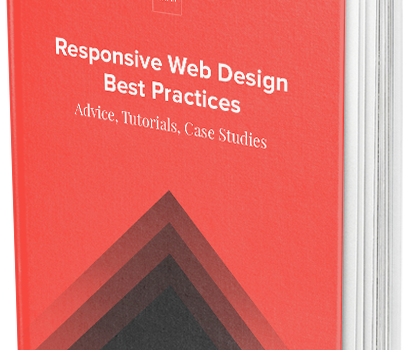 Responsive Web Design
Best Practices
Advice, Tutorials, Case Studies